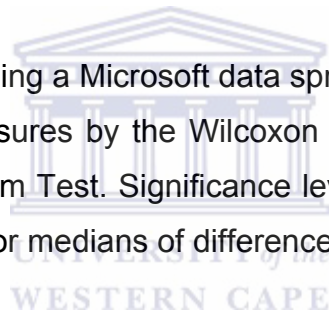 ing a Microsoft data spr
sures by the Wilcoxon
m Test. Significance lev
or medians of difference
UNIVERSITY of the
WESTERN CAPE